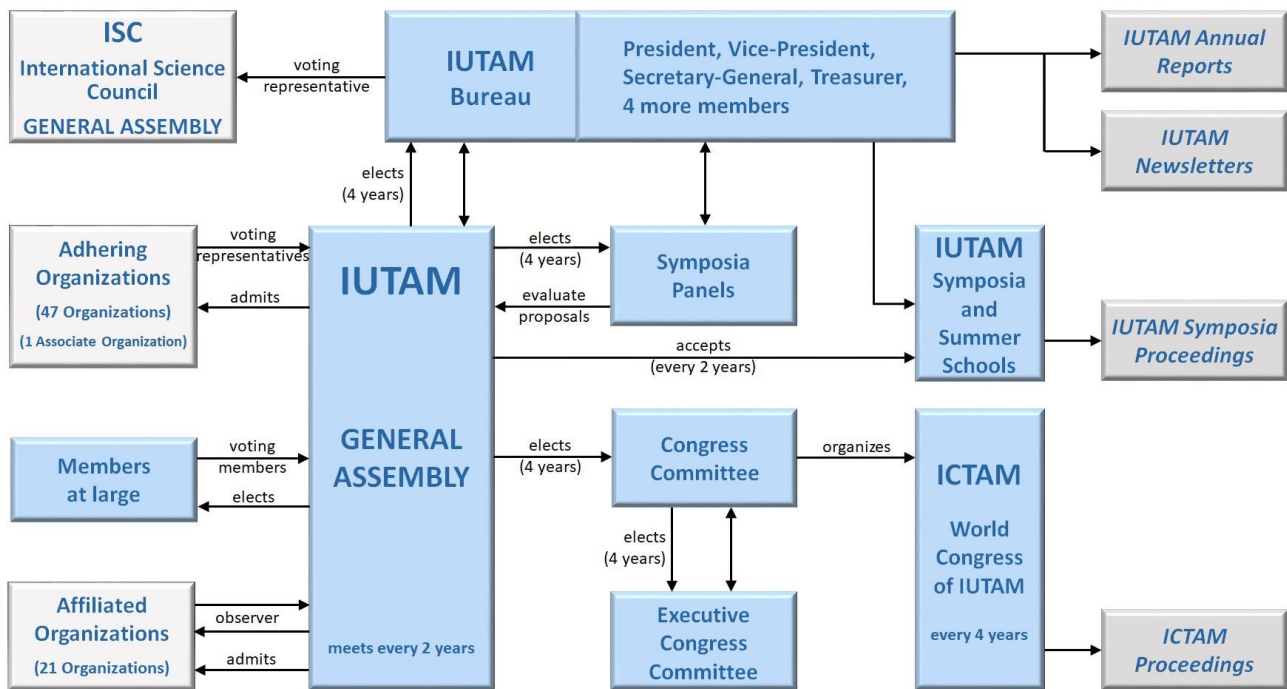 ISC
International Science
Council
GENERAL ASSEMBLY
voting
representative
IUTAM
Bureau
President, Vice-President,
Secretary-General, Treasurer,
4 more members
IUTAM Annual
Reports
IUTAM
Newsletters
elects
(4 years)
Adhering
Organizations
(47 Organizations)
(1 Associate Organization)
voting
representatives
admits
IUTAM
GENERAL
ASSEMBLY
meets every 2 years
elects
(4 years)
evaluate
proposals
Symposia
Panels
accepts
(every 2 years)
IUTAM
Symposia
and
Summer
Schools
IUTAM Symposia
Proceedings
Members
at large
voting
members
elects
elects
(4 years)
Congress
Committee
organizes
ICTAM
World
Congress
of IUTAM
every 4 years
elects
(4 years)
Executive
Congress
Committee
Affiliated
Organizations
(21 Organizations)
observer
admits
ICTAM
Proceedings